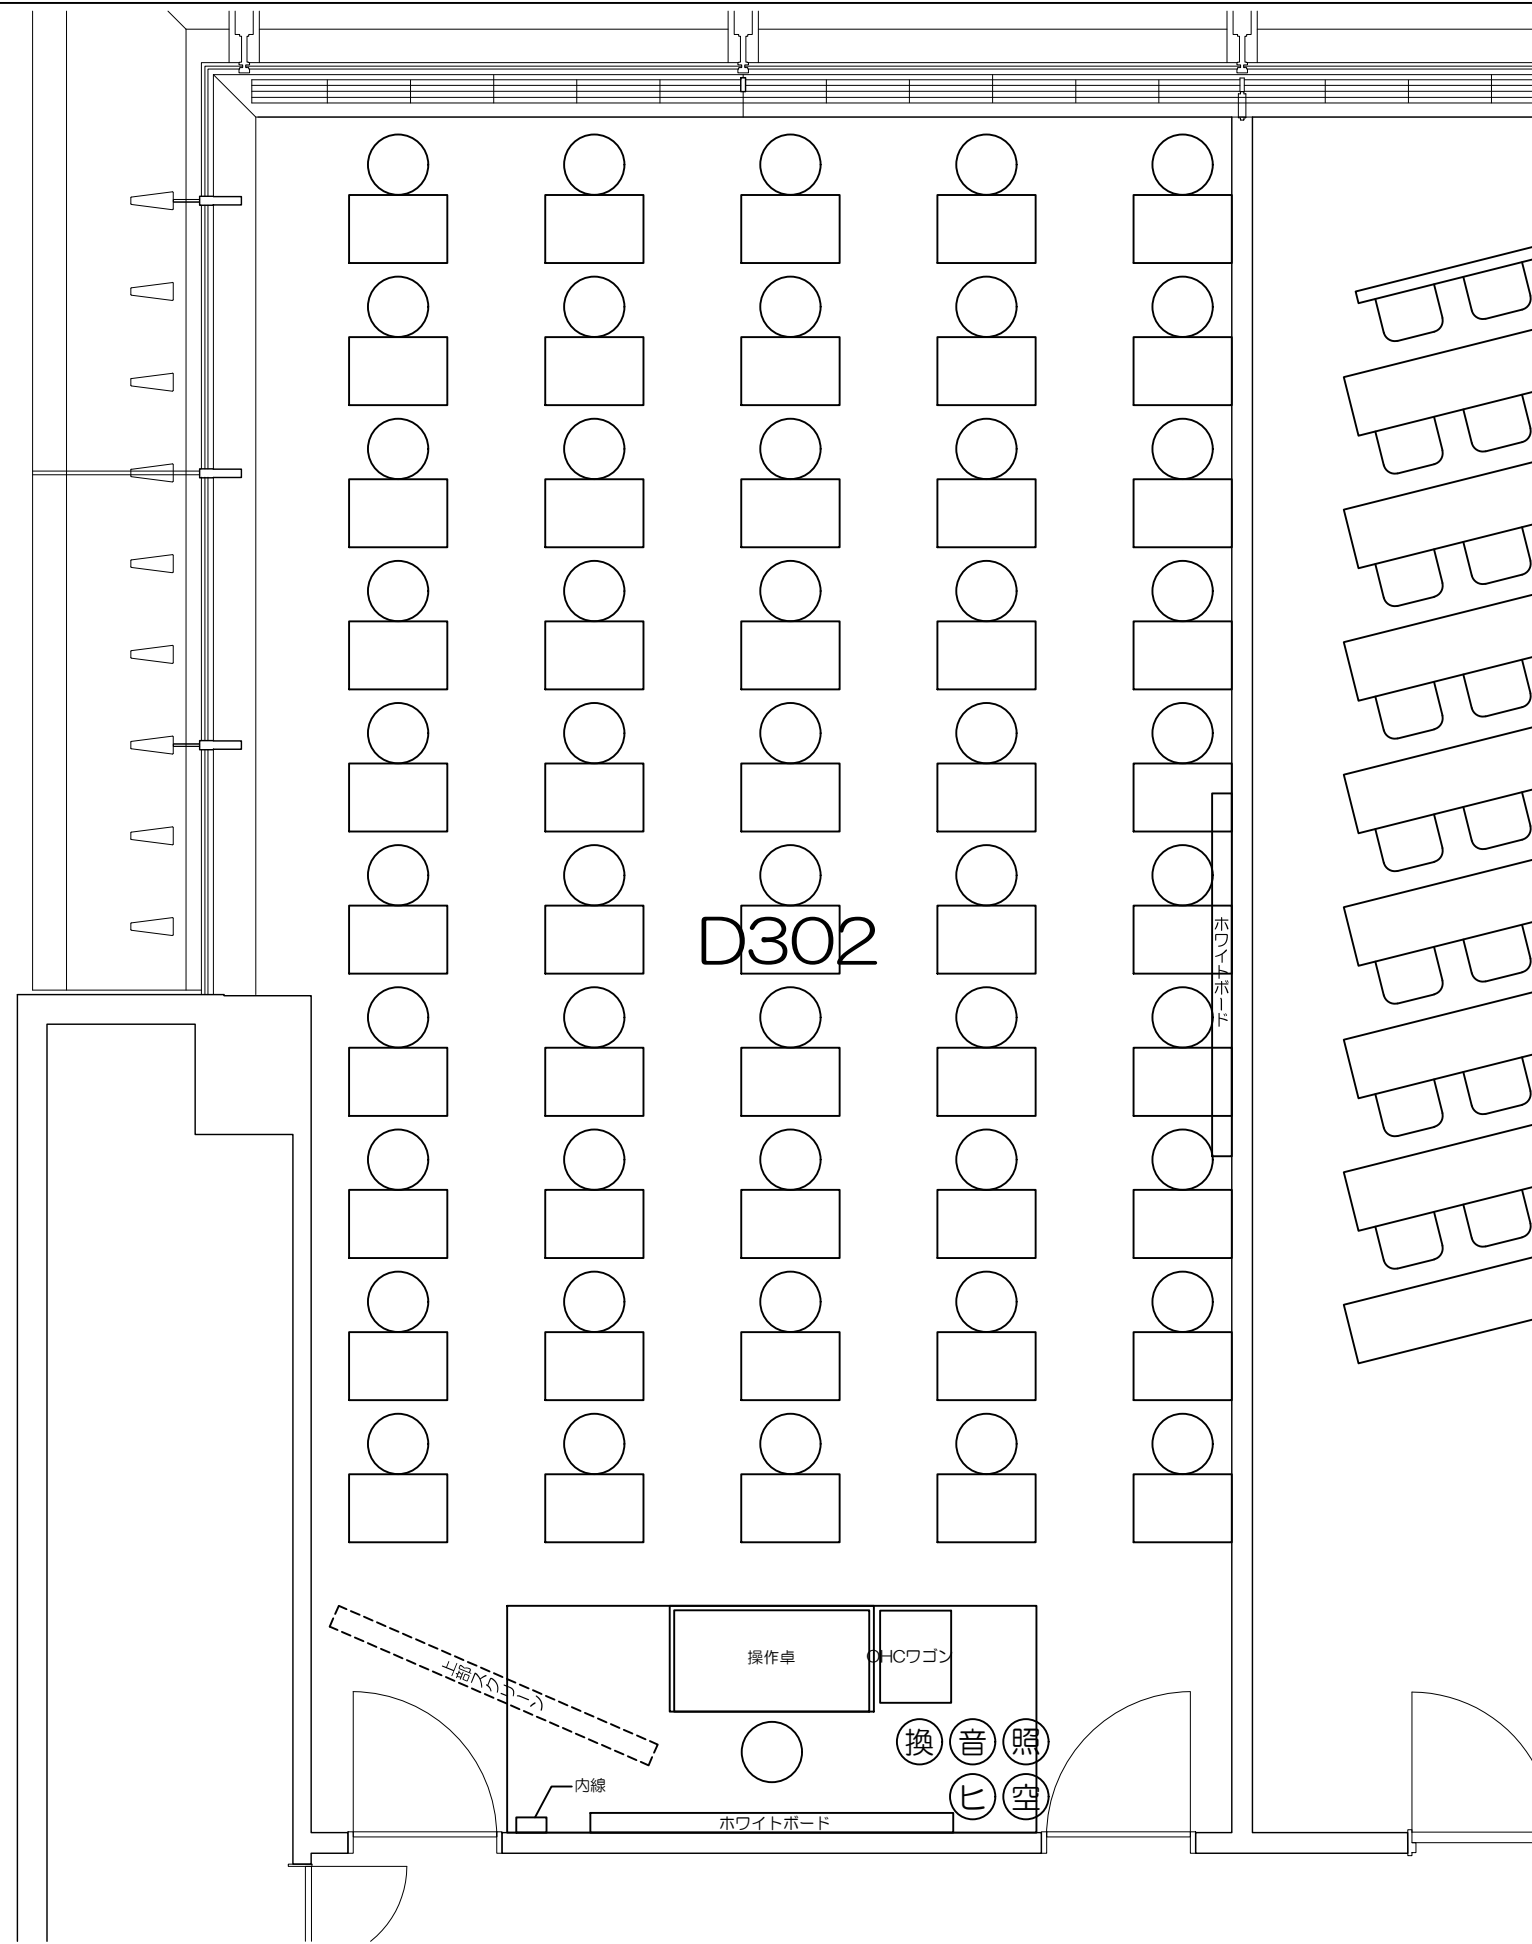 D302
ホワイトボード
上部スクリーン
操作卓
OHCワゴン
換 音 照
ヒ 空
内線
ホワイトボード